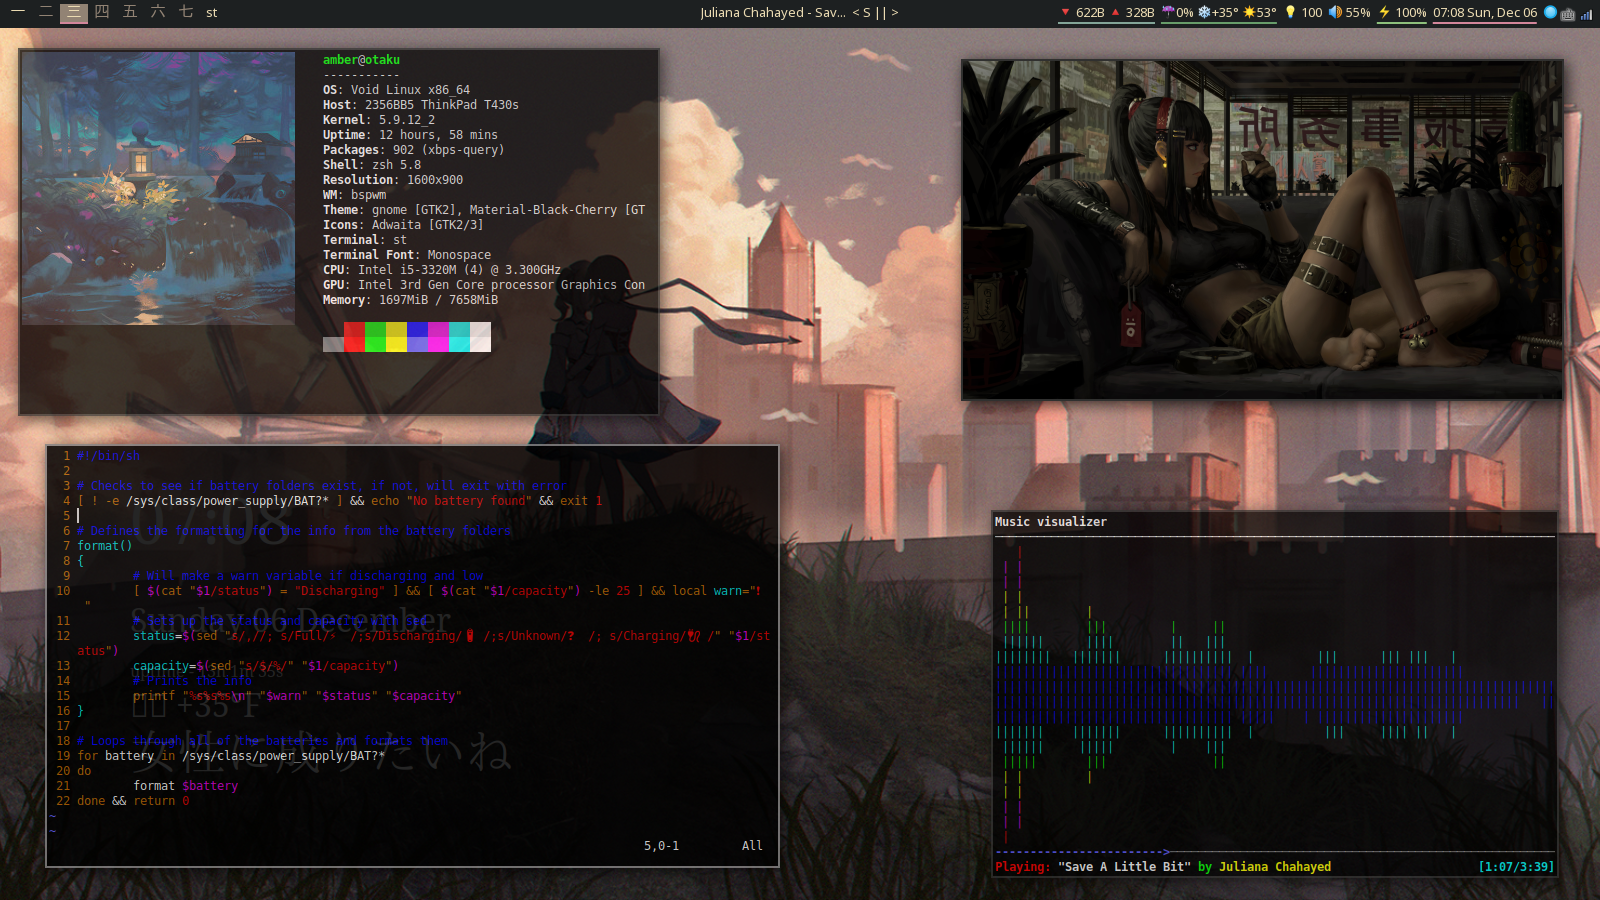 一 二 三 四 五 六 七 st
Juliana Chahayed - Sav... < S || >
🔻 622B 🔺 328B ☔0% ❄+35° ☀53° 💡 100 🔊 55% ⚡ 100% 07:08 Sun, Dec 06
amber@otaku
-----------
OS: Void Linux x86_64
Host: 2356BB5 ThinkPad T430s
Kernel: 5.9.12_2
Uptime: 12 hours, 58 mins
Packages: 902 (xbps-query)
Shell: zsh 5.8
Resolution: 1600x900
WM: bspwm
Theme: gnome [GTK2], Material-Black-Cherry [GT
Icons: Adwaita [GTK2/3]
Terminal: st
Terminal Font: Monospace
CPU: Intel i5-3320M (4) @ 3.300GHz
GPU: Intel 3rd Gen Core processor Graphics Con
Memory: 1697MiB / 7658MiB
事务所
1 #!/bin/sh
2
3 # Checks to see if battery folders exist, if not, will exit with error
4 [ ! -e /sys/class/power_supply/BAT?* ] && echo "No battery found" && exit 1
5
6 # Defines the formatting for the info from the battery folders
7 format()
8 {
9 # Will make a warn variable if discharging and low
10 [ $(cat "$1/status") = "Discharging" ] && [ $(cat "$1/capacity") -le 25 ] && local warn="❗
"
11 # Sets up the status and capacity with sed
12 status=$(sed "s/,//; s/Full/⚡ /;s/Discharging/🔋 /;s/Unknown/❓ /; s/Charging/🔌 /" "$1/st
atus")
13 capacity=$(sed "s/$/%/" "$1/capacity")
14 # Prints the info
15 printf "%s%s%s\n" "$warn" "$status" "$capacity"
16 }
17
18 # Loops through all of the batteries and formats them
19 for battery in /sys/class/power_supply/BAT?*
20 do
21 format $battery
22 done && return 0
~
~
5,0-1 All
07:08
Sunday 06 December
+35°F
女性に成りたいね
Music visualizer
Playing: "Save A Little Bit" by Juliana Chahayed [1:07/3:39]